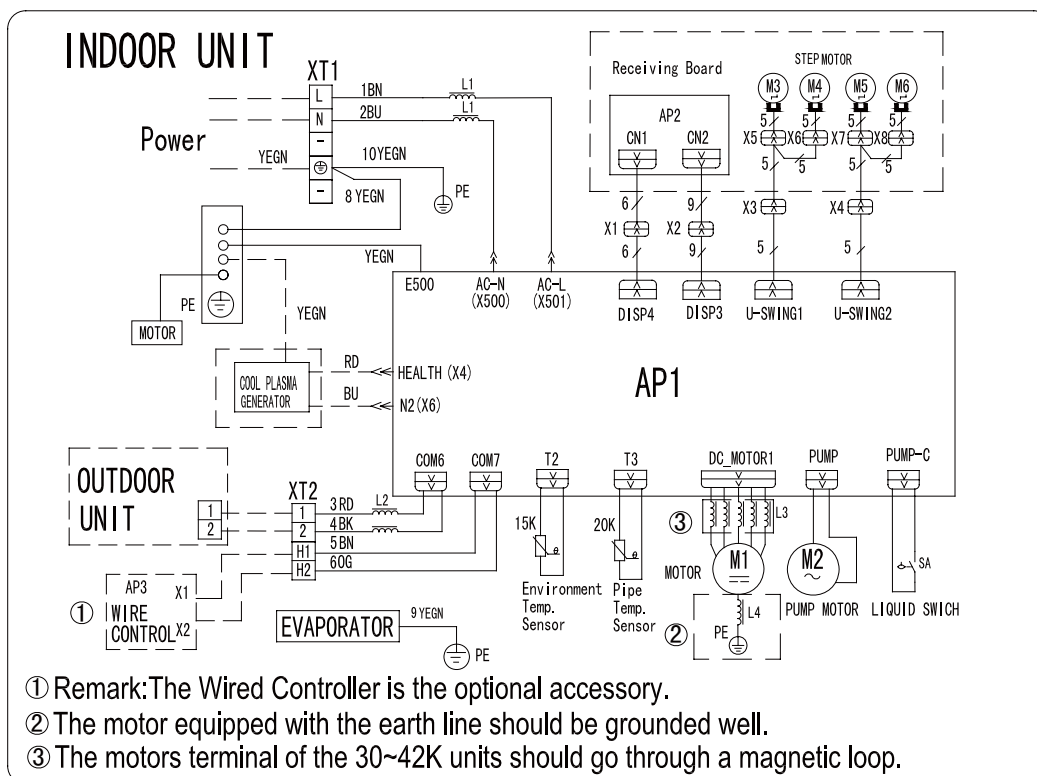 INDOOR UNIT
XT1
L
N
-
-
Power
YEGN
1BN
2BU
L1
L1
10YEGN
8 YEGN
PE
Receiving Board
STEPMOTOR
M3
M4
M5
M6
AP2
CN1
CN2
5
5
5
5
X5
X6
X7
X8
5
5
5
5
6
9
X1
X2
X3
X4
6
9
5
5
YEGN
E500
AC-N
(X500)
AC-L
(X501)
DISP4
DISP3
U-SWING1
U-SWING2
PE
MOTOR
YEGN
COOL PLASMA
GENERATOR
RD
BU
HEALTH (X4)
N2(X6)
AP1
COM6
COM7
T2
T3
DC_MOTOR1
PUMP
PUMP-C
OUTDOOR
UNIT
1
2
XT2
1
2
H1
H2
3RD
4BK
5BN
6OG
L2
15K
θ
20K
θ
③
L3
Environment
Temp.
Sensor
Pipe
Temp.
Sensor
MOTOR
M1
M2
PUMP MOTOR
SA
LIQUID SWICH
①
AP3
WIRE
CONTROL
X1
X2
EVAPORATOR
9 YEGN
PE
②
L4
PE
① Remark:The Wired Controller is the optional accessory.
② The motor equipped with the earth line should be grounded well.
③ The motors terminal of the 30~42K units should go through a magnetic loop.